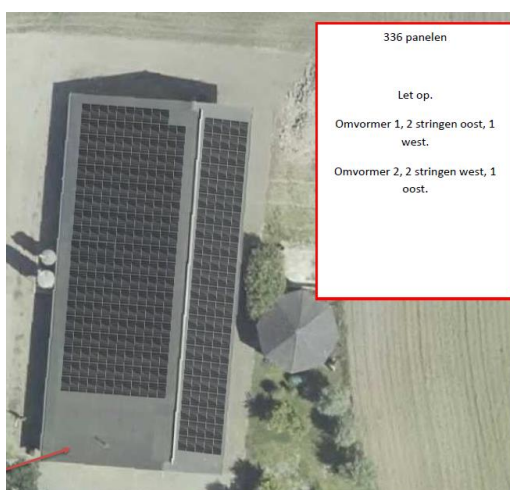 336 panelen
Let op.
Omvormer 1, 2 stringen oost, 1
west.
Omvormer 2, 2 stringen west, 1
oost.